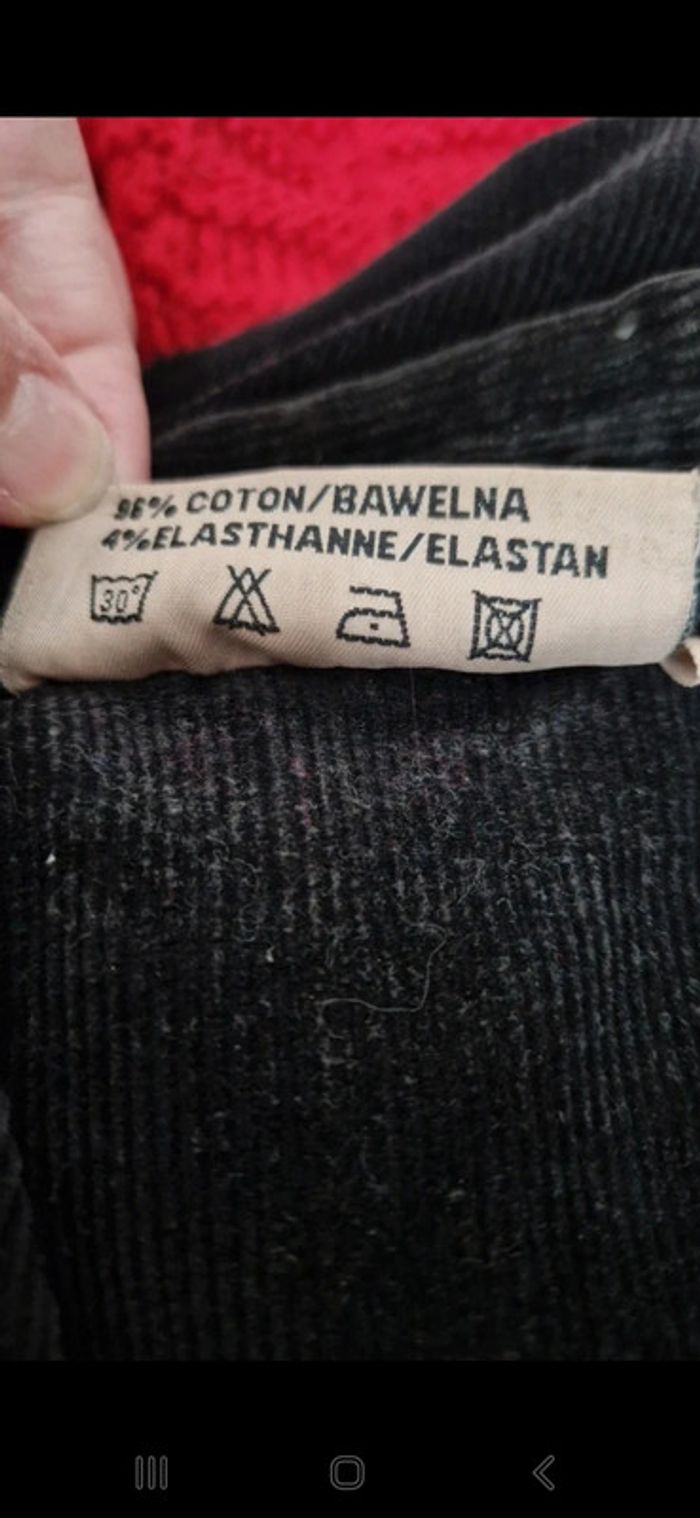 96% COTON/BAWELNA
4% ELASTHANNE/ELASTAN
30°